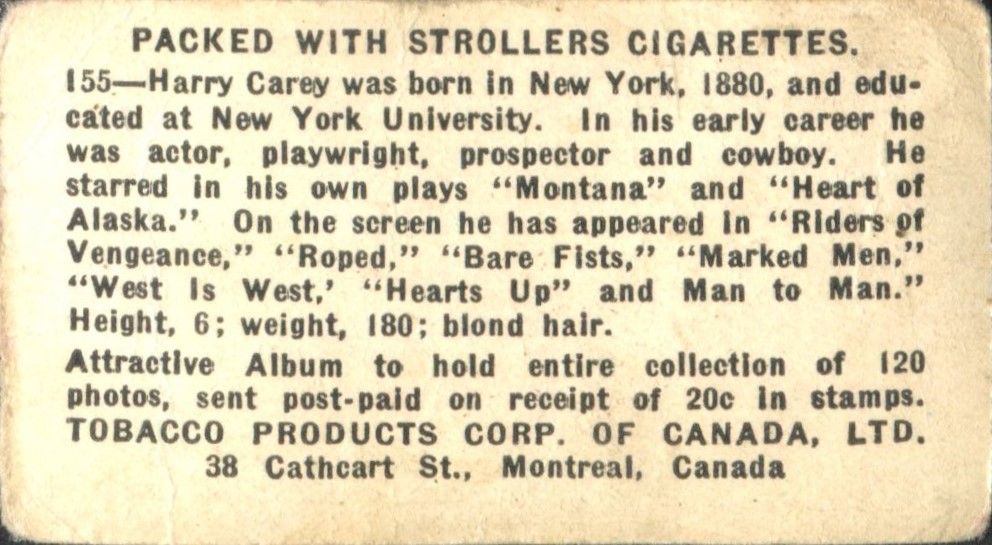 PACKED WITH STROLLERS CIGARETTES.
155—Harry Carey was born in New York, 1880, and edu-
cated at New York University. In his early career he
was actor, playwright, prospector and cowboy. He
starred in his own plays “Montana” and “Heart of
Alaska.” On the screen he has appeared in “Riders of
Vengeance,” “Roped,” “Bare Fists,” “Marked Men,”
“West Is West,’ “Hearts Up” and Man to Man.”
Height, 6; weight, 180; blond hair.
Attractive Album to hold entire collection of 120
photos, sent post-paid on receipt of 20c in stamps.
TOBACCO PRODUCTS CORP. OF CANADA, LTD.
38 Cathcart St., Montreal, Canada